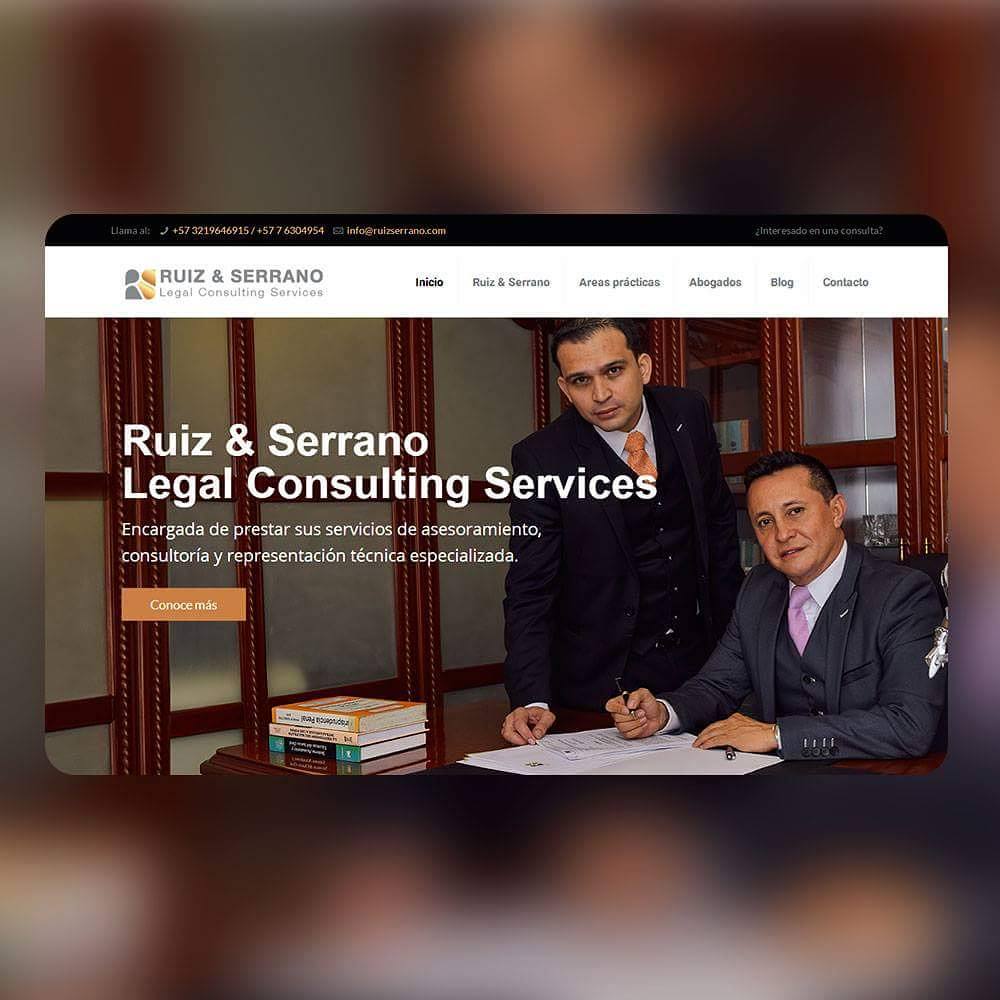 Llama al: +57 3219646915 / +57 7 6304954 info@ruizserrano.com ¿Interesado en una consulta?
RUIZ & SERRANO
Legal Consulting Services
Inicio Ruiz & Serrano Areas prácticas Abogados Blog Contacto
Ruiz & Serrano
Legal Consulting Services
Encargada de prestar sus servicios de asesoramiento,
consultoría y representación técnica especializada.
Conoce más
Jurisprudencia Penal